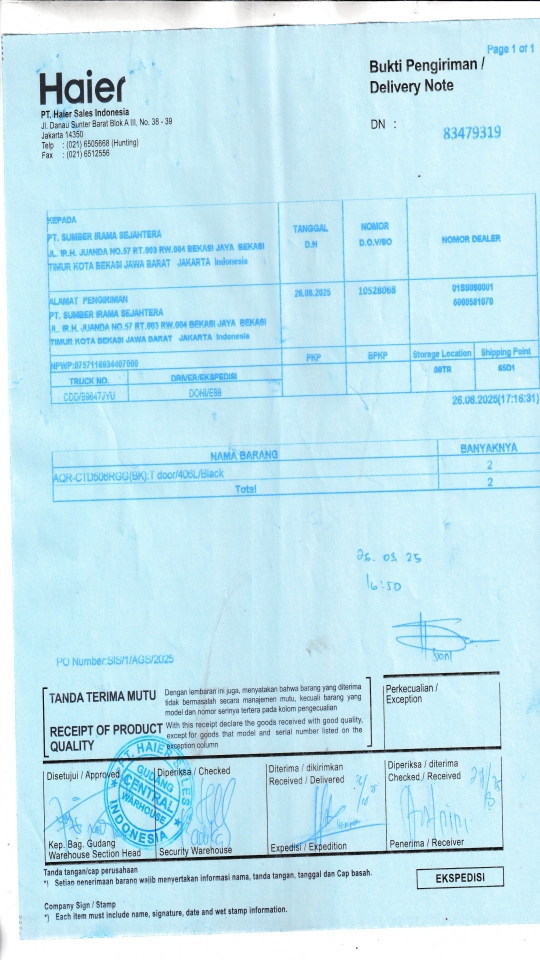 Page 1 of 1
Haier
PT. Haier Sales Indonesia
Jl. Danau Sunter Barat Blok A III, No. 38 - 39
Jakarta 14350
Telp : (021) 6505668 (Hunting)
Fax : (021) 6512556
Bukti Pengiriman /
Delivery Note
DN :
83479319
KEPADA
PT. SUMBER IRAMA SEJAHTERA
JL. IR.H. JUANDA NO.57 RT.003 RW.004 BEKASI JAYA BEKASI
TIMUR KOTA BEKASI JAWA BARAT JAKARTA Indonesia
TANGGAL
D.N
NOMOR
D.O.V/SO
NOMOR DEALER
ALAMAT PENGIRIMAN
PT. SUMBER IRAMA SEJAHTERA
JL. IR.H. JUANDA NO.57 RT.003 RW.004 BEKASI JAYA BEKASI
TIMUR KOTA BEKASI JAWA BARAT JAKARTA Indonesia
26.08.2025
10528068
6000581070
NPWP:
PKP
BPKP
Storage Location
Shipping Point
65D1
TRUCK NO.
DRIVER/EKSPEDISI
26.08.2025(17:16:31)
NAMA BARANG
BANYAKNYA
AQR-CTD506RGG(BK):T door/406L/Black
2
Total
2
25
16:50
Doni
PO Number:SIS/1/AGS/2025
TANDA TERIMA MUTU
Dengan lembaran ini juga, menyatakan bahwa barang yang diterima
tidak bermasalah secara manajemen mutu, kecuali barang yang
model dan nomor serinya tertera pada kolom pengecualian
RECEIPT OF PRODUCT
QUALITY
With this receipt declare the goods received with good quality,
except for goods that model and serial number listed on the
exception column
Perkecualian /
Exception
Disetujui / Approved
Kep. Bag. Gudang
Warehouse Section Head
PT. HAIER SALES
GUDANG
CENTRAL
WAREHOUSE
INDONESIA
Diperiksa / Checked
Security Warehouse
Diterima / dikirimkan
Received / Delivered
Expedisi / Expedition
Diperiksa / diterima
Checked / Received
Penerima / Receiver
Tanda tangan/cap perusahaan
*) Setian nenerimaan barang wajib menyertakan informasi nama, tanda tangan, tanggal dan Cap basah.
Company Sign / Stamp
*) Each item must include name, signature, date and wet stamp information.
EKSPEDISI